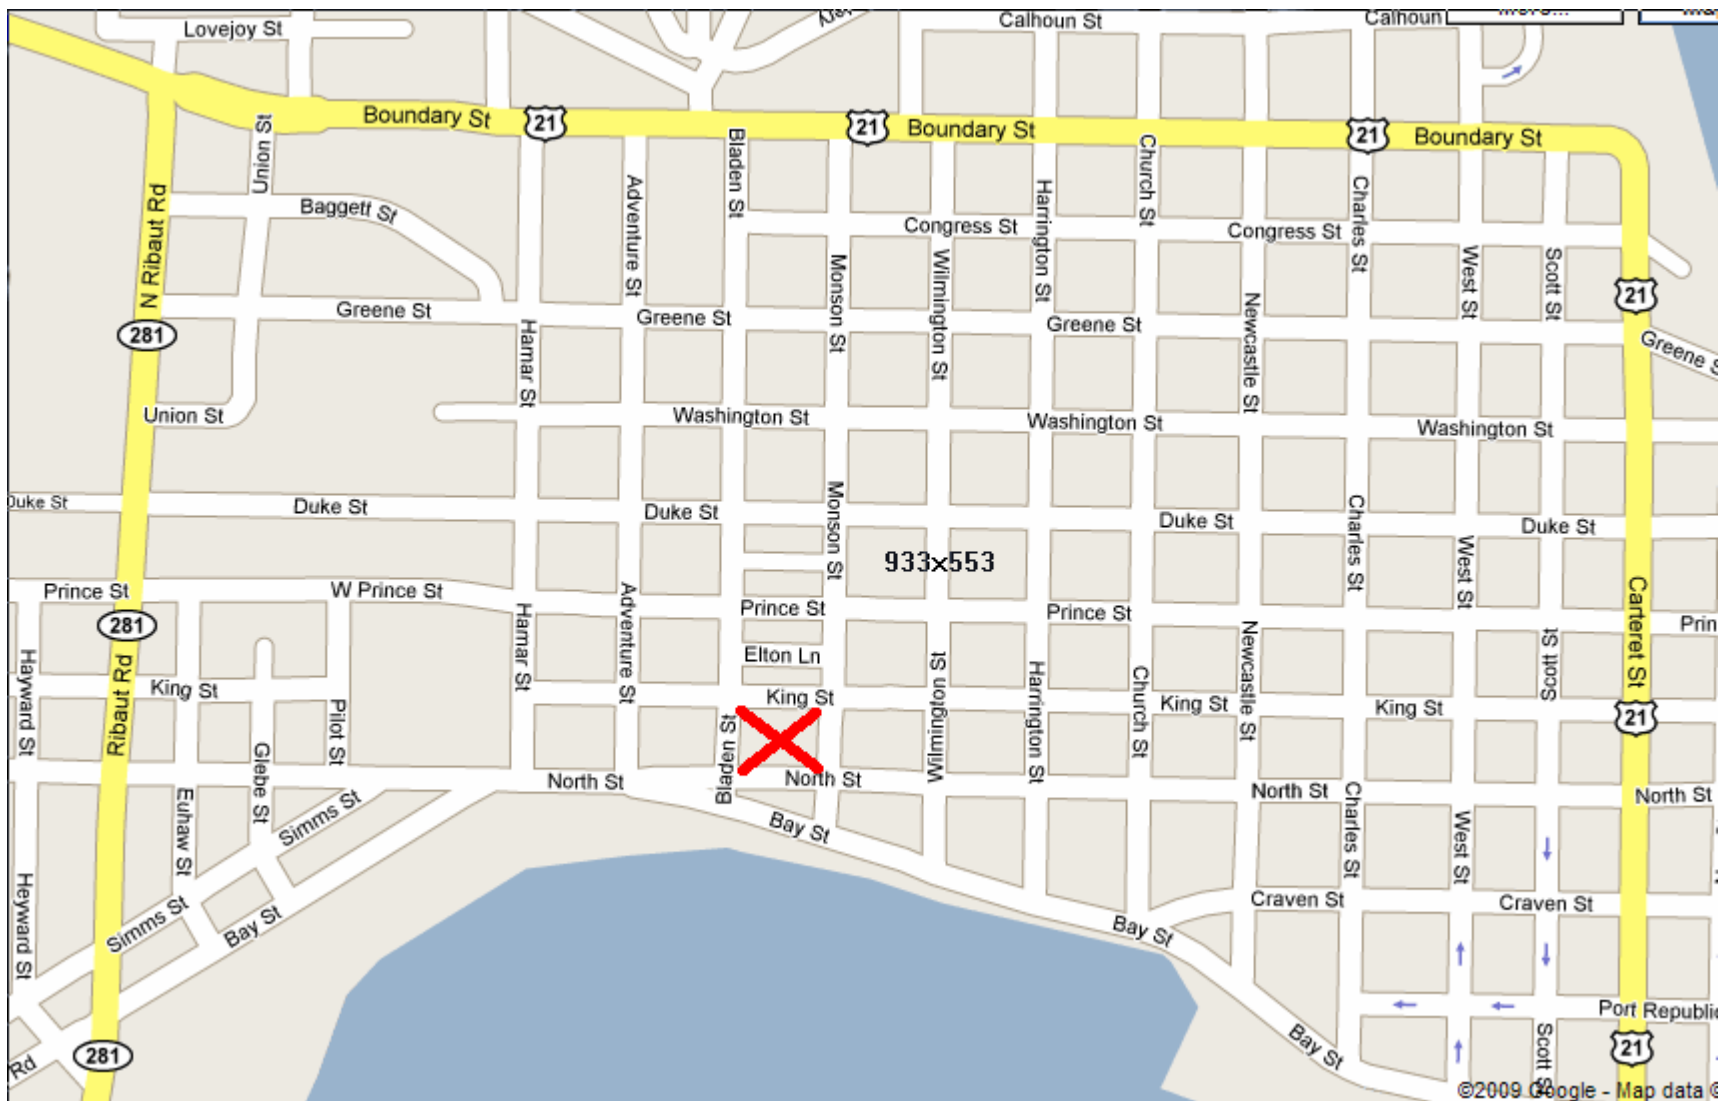 Lovejoy St
Calhoun St
Calhoun
Boundary St
21
21
Boundary St
21
Boundary St
Union St
Bladen St
Church St
N Ribaut Rd
Baggett St
Adventure St
Harrington St
Charles St
Congress St
Congress St
Monson St
Wilmington St
West St
Scott St
21
Newcastle St
281
Greene St
Hamar St
Greene St
Greene St
Greene S
Union St
Washington St
Washington St
Washington St
Duke St
Duke St
Duke St
Monson St
Duke St
Charles St
Duke St
933x553
West St
Prince St
W Prince St
Adventure St
Prince St
Prince St
Carteret St
Prin
281
Hamar St
Elton Ln
Wilmington St
Harrington St
Church St
Newcastle St
Scott St
Hayward St
Ribaut Rd
King St
Pilot St
King St
King St
King St
21
Glebe St
Bladen St
North St
North St
North St
North St
Euhaw St
Simms St
Bay St
Charles St
West St
Heyward St
Simms St
Bay St
Bay St
Craven St
Craven St
Port Republic
281
Rd
Bay St
Scott St
21
©2009 Google - Map data ©